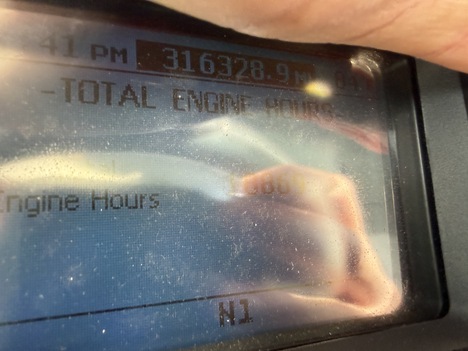 :41 PM 316328.9
-TOTAL ENGINE HOURS-
Engine Hours
N1